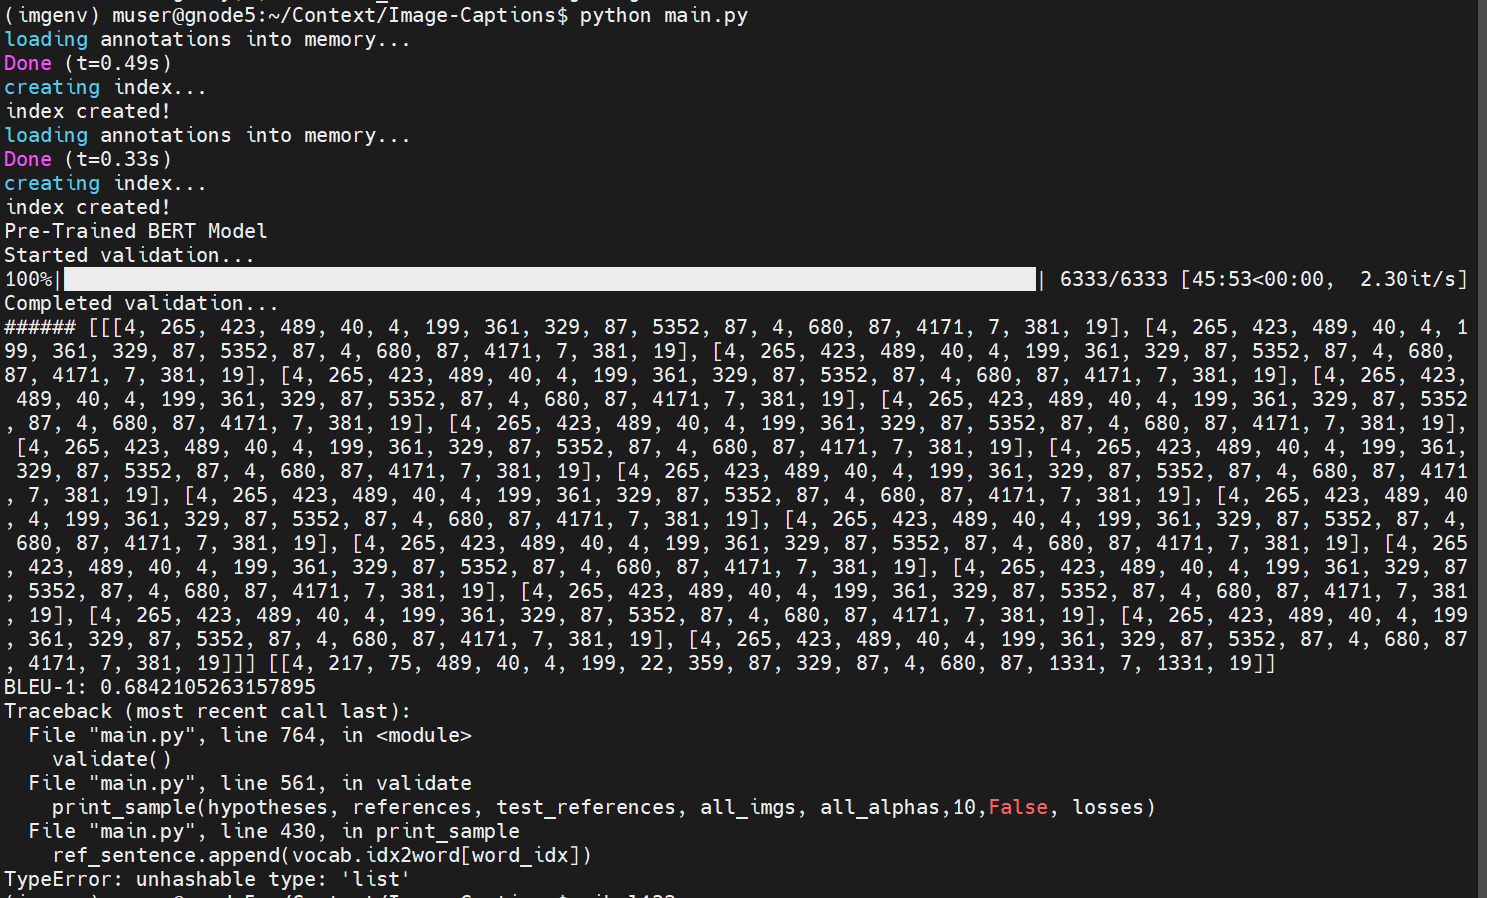 (imgenv) muser@gnode5:~/Context/Image-Captions$ python main.py
loading annotations into memory...
Done (t=0.49s)
creating index...
index created!
loading annotations into memory...
Done (t=0.33s)
creating index...
index created!
Pre-Trained BERT Model
Started validation...
100%| | 6333/6333 [45:53<00:00,  2.30it/s]
Completed validation...
###### [[[4, 265, 423, 489, 40, 4, 199, 361, 329, 87, 5352, 87, 4, 680, 87, 4171, 7, 381, 19], [4, 265, 423, 489, 40, 4, 1
99, 361, 329, 87, 5352, 87, 4, 680, 87, 4171, 7, 381, 19], [4, 265, 423, 489, 40, 4, 199, 361, 329, 87, 5352, 87, 4, 680,
87, 4171, 7, 381, 19], [4, 265, 423, 489, 40, 4, 199, 361, 329, 87, 5352, 87, 4, 680, 87, 4171, 7, 381, 19], [4, 265, 423,
 489, 40, 4, 199, 361, 329, 87, 5352, 87, 4, 680, 87, 4171, 7, 381, 19], [4, 265, 423, 489, 40, 4, 199, 361, 329, 87, 5352
, 87, 4, 680, 87, 4171, 7, 381, 19], [4, 265, 423, 489, 40, 4, 199, 361, 329, 87, 5352, 87, 4, 680, 87, 4171, 7, 381, 19],
 [4, 265, 423, 489, 40, 4, 199, 361, 329, 87, 5352, 87, 4, 680, 87, 4171, 7, 381, 19], [4, 265, 423, 489, 40, 4, 199, 361,
 329, 87, 5352, 87, 4, 680, 87, 4171, 7, 381, 19], [4, 265, 423, 489, 40, 4, 199, 361, 329, 87, 5352, 87, 4, 680, 87, 4171
, 7, 381, 19], [4, 265, 423, 489, 40, 4, 199, 361, 329, 87, 5352, 87, 4, 680, 87, 4171, 7, 381, 19], [4, 265, 423, 489, 40
, 4, 199, 361, 329, 87, 5352, 87, 4, 680, 87, 4171, 7, 381, 19], [4, 265, 423, 489, 40, 4, 199, 361, 329, 87, 5352, 87, 4,
 680, 87, 4171, 7, 381, 19], [4, 265, 423, 489, 40, 4, 199, 361, 329, 87, 5352, 87, 4, 680, 87, 4171, 7, 381, 19], [4, 265
, 423, 489, 40, 4, 199, 361, 329, 87, 5352, 87, 4, 680, 87, 4171, 7, 381, 19], [4, 265, 423, 489, 40, 4, 199, 361, 329, 87
, 5352, 87, 4, 680, 87, 4171, 7, 381, 19], [4, 265, 423, 489, 40, 4, 199, 361, 329, 87, 5352, 87, 4, 680, 87, 4171, 7, 381
, 19], [4, 265, 423, 489, 40, 4, 199, 361, 329, 87, 5352, 87, 4, 680, 87, 4171, 7, 381, 19], [4, 265, 423, 489, 40, 4, 199
, 361, 329, 87, 5352, 87, 4, 680, 87, 4171, 7, 381, 19], [4, 265, 423, 489, 40, 4, 199, 361, 329, 87, 5352, 87, 4, 680, 87
, 4171, 7, 381, 19]]] [[4, 217, 75, 489, 40, 4, 199, 22, 359, 87, 329, 87, 4, 680, 87, 1331, 7, 1331, 19]]
BLEU-1: 0.6842105263157895
Traceback (most recent call last):
  File "main.py", line 764, in <module>
    validate()
  File "main.py", line 561, in validate
    print_sample(hypotheses, references, test_references, all_imgs, all_alphas,10,False, losses)
  File "main.py", line 430, in print_sample
    ref_sentence.append(vocab.idx2word[word_idx])
TypeError: unhashable type: 'list'